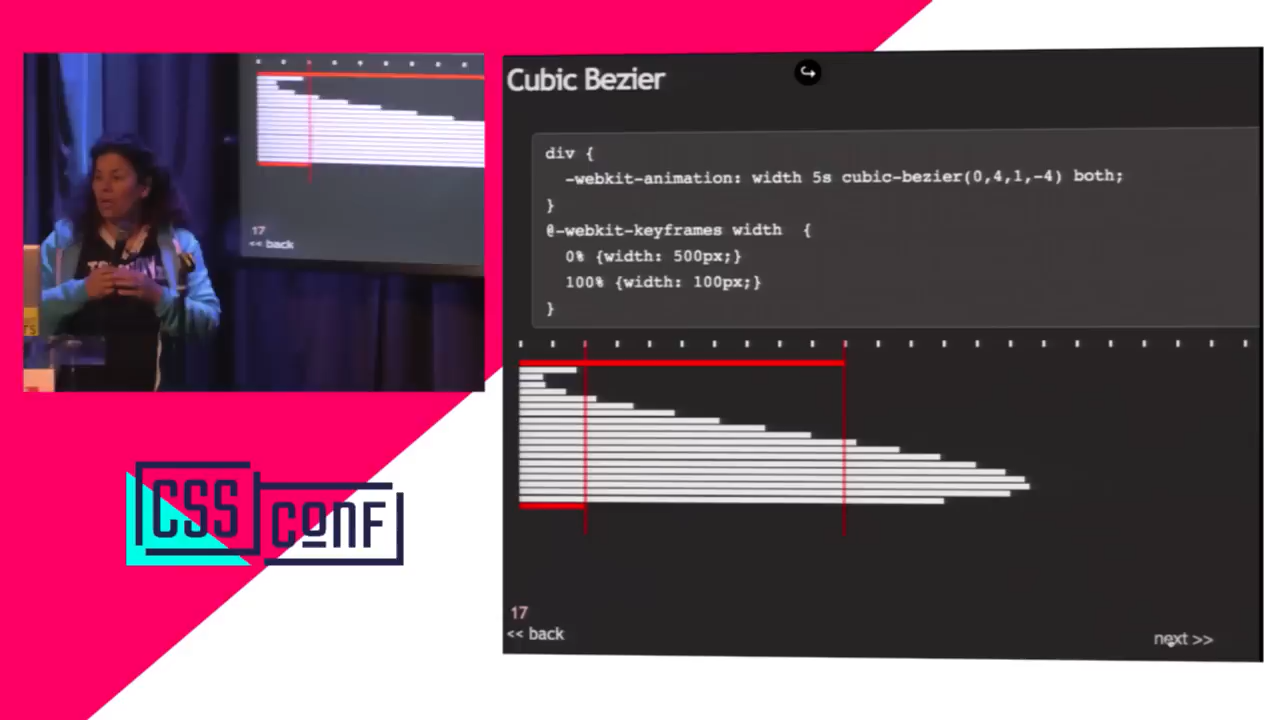 17
<< back
CSS
CONF
Cubic Bezier
div {
-webkit-animation: width 5s cubic-bezier(0,4,1,-4) both;
}
@-webkit-keyframes width {
0% {width: 500px;}
100% {width: 100px;}
}
17
<< back
next >>